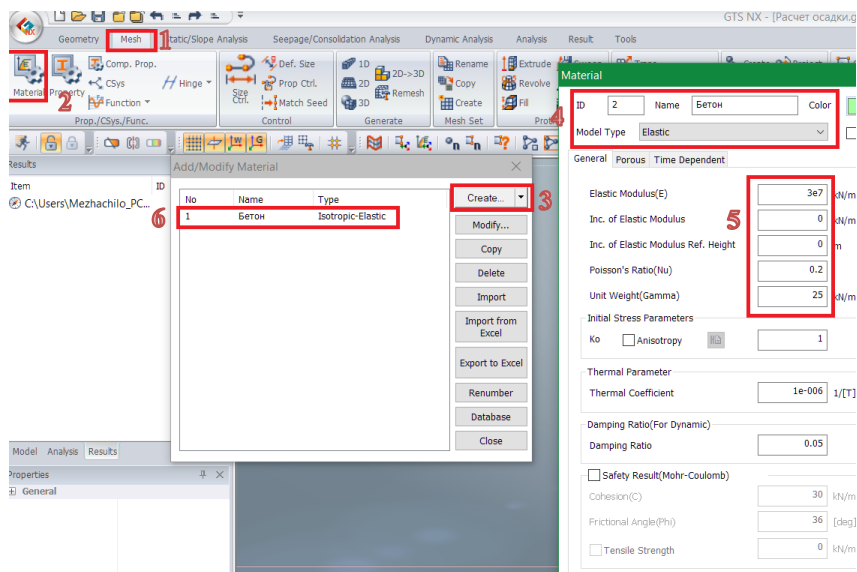 GTS NX - [Расчет осадки.g
Geometry Mesh 1 Static/Slope Analysis Seepage/Consolidation Analysis Dynamic Analysis Analysis Result Tools
Material Property 2 Comp. Prop. CSys Function Hinge
Size Ctrl. Def. Size Prop Ctrl. Match Seed
1D 2D 3D 2D->3D Remesh
Rename Copy Create
Extrude Revolve Fill
Prop./CSys./Func. Control Generate Mesh Set
Results
Item ID
C:\Users\Mezhachilo_PC...
Model Analysis Results
Properties
General
Add/Modify Material
No Name Type
6 1 Бетон Isotropic-Elastic
Create... 3
Modify...
Copy
Delete
Import
Import from
Excel
Export to Excel
Renumber
Database
Close
Material
4 ID 2 Name Бетон Color
Model Type Elastic
General Porous Time Dependent
Elastic Modulus(E) 3e7 kN/m
Inc. of Elastic Modulus 5 0 kN/m
Inc. of Elastic Modulus Ref. Height 0 m
Poisson's Ratio(Nu) 0.2
Unit Weight(Gamma) 25 kN/m
Initial Stress Parameters
Ko Anisotropy 1
Thermal Parameter
Thermal Coefficient 1e-006 1/[T]
Damping Ratio(For Dynamic)
Damping Ratio 0.05
Safety Result(Mohr-Coulomb)
Cohesion(C) 30 kN/m
Frictional Angle(Phi) 36 [deg]
Tensile Strength 0 kN/m